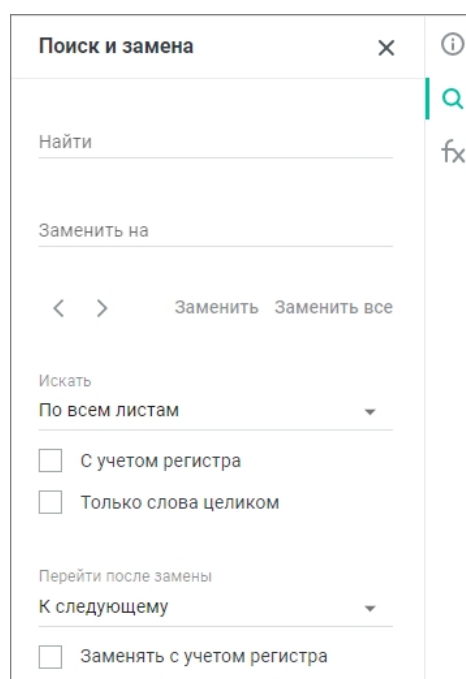 Поиск и замена
Найти
Заменить на
Заменить Заменить все
Искать
По всем листам
С учетом регистра
Только слова целиком
Перейти после замены
К следующему
Заменять с учетом регистра
fx